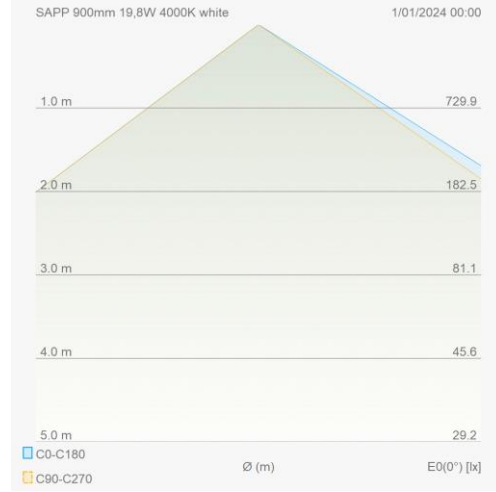 SAPP 900mm 19,8W 4000K white 1/01/2024 00:00
1.0 m 729.9
2.0 m 182.5
3.0 m 81.1
4.0 m 45.6
5.0 m 29.2
C0-C180
Ø (m) E0(0°) [lx]
C90-C270